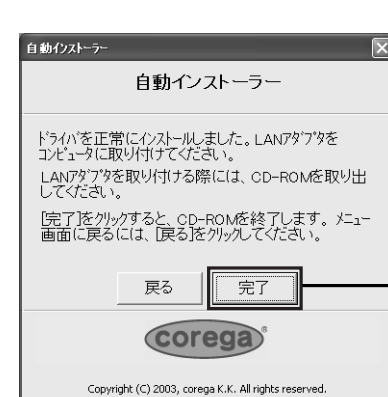 自動インストーラー
自動インストーラー
ドライバを正常にインストールしました。LANアダプタを
コンピュータに取り付けてください。
LANアダプタを取り付ける際には、CD-ROMを取り出
してください。
[完了]をクリックすると、CD-ROMを終了します。メニュー
画面に戻るには、[戻る]をクリックしてください。
戻る 完了
corega®
Copyright (C) 2003, corega K.K. All rights reserved.